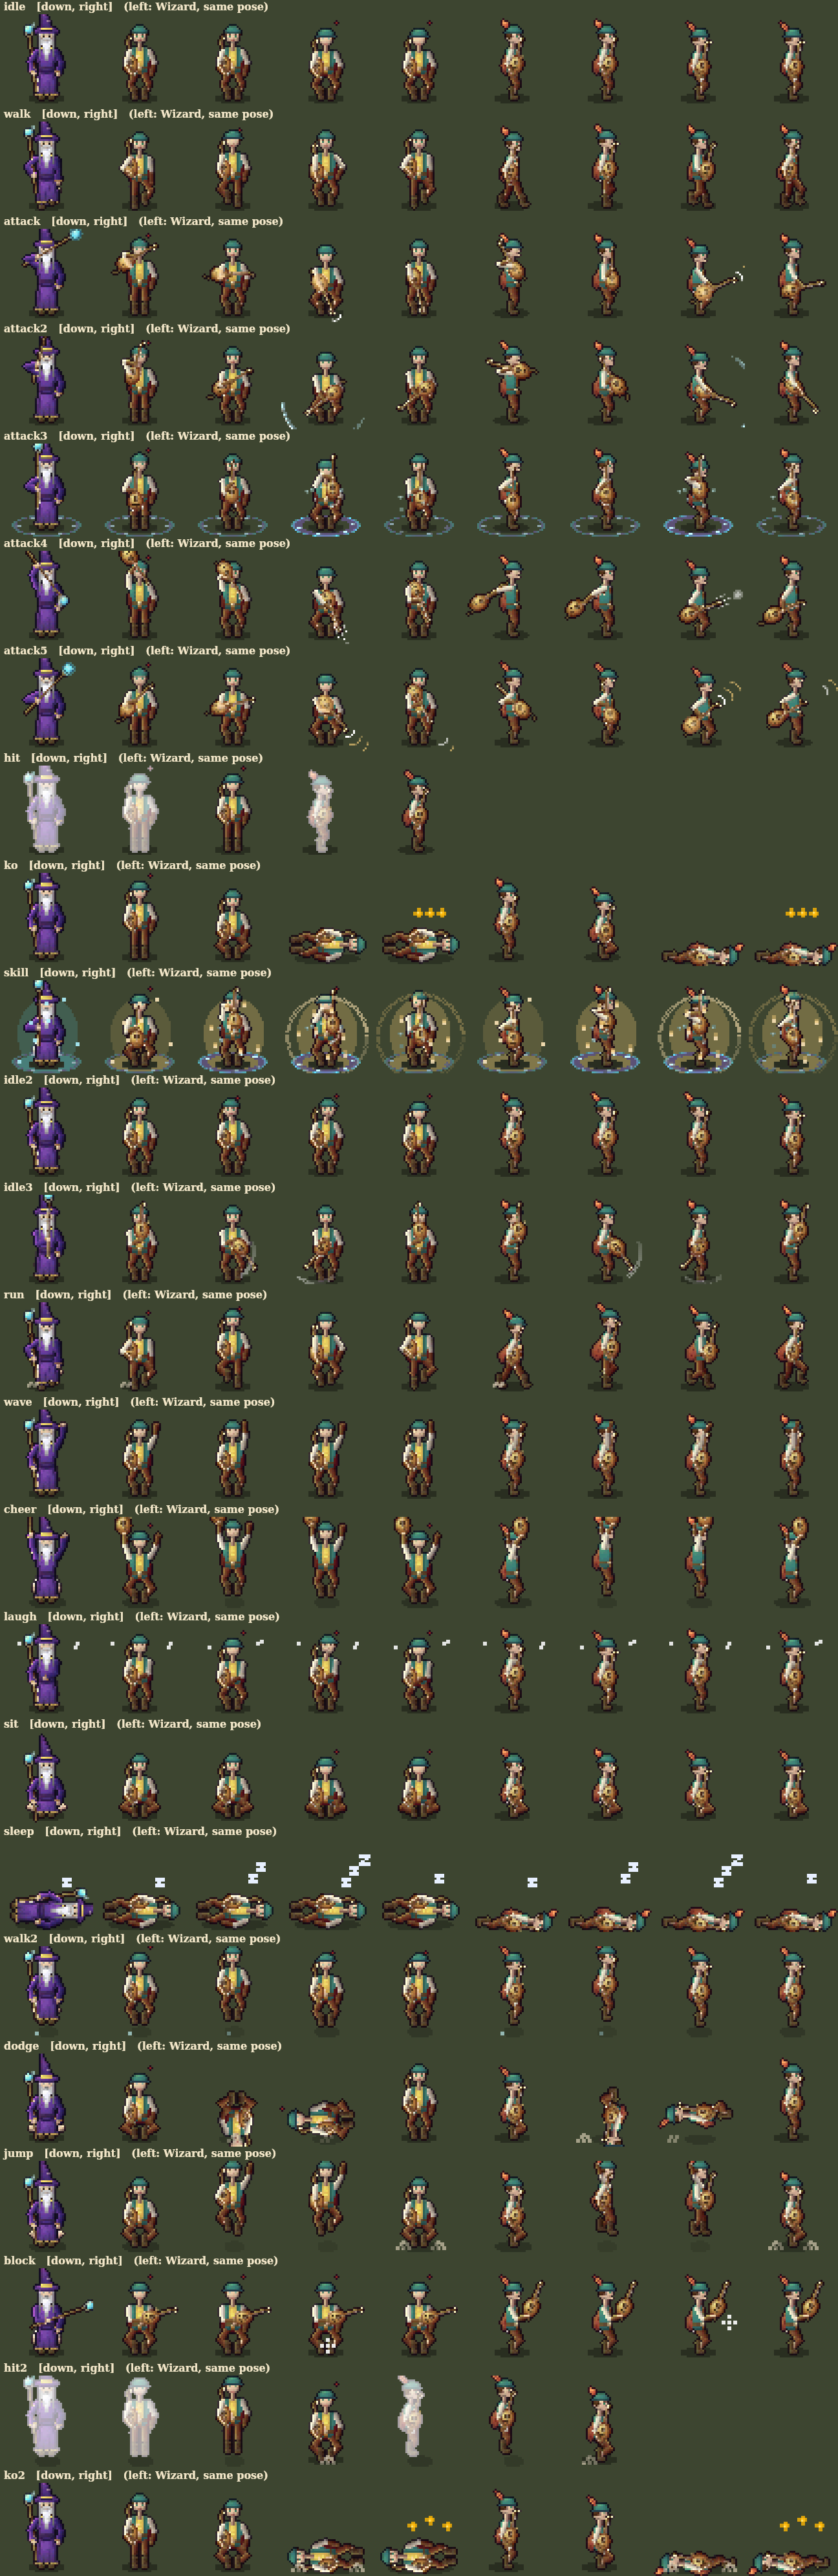 idle [down, right] (left: Wizard, same pose)
walk [down, right] (left: Wizard, same pose)
attack [down, right] (left: Wizard, same pose)
attack2 [down, right] (left: Wizard, same pose)
attack3 [down, right] (left: Wizard, same pose)
attack4 [down, right] (left: Wizard, same pose)
attack5 [down, right] (left: Wizard, same pose)
hit [down, right] (left: Wizard, same pose)
ko [down, right] (left: Wizard, same pose)
skill [down, right] (left: Wizard, same pose)
idle2 [down, right] (left: Wizard, same pose)
idle3 [down, right] (left: Wizard, same pose)
run [down, right] (left: Wizard, same pose)
wave [down, right] (left: Wizard, same pose)
cheer [down, right] (left: Wizard, same pose)
laugh [down, right] (left: Wizard, same pose)
sit [down, right] (left: Wizard, same pose)
sleep [down, right] (left: Wizard, same pose)
walk2 [down, right] (left: Wizard, same pose)
dodge [down, right] (left: Wizard, same pose)
jump [down, right] (left: Wizard, same pose)
block [down, right] (left: Wizard, same pose)
hit2 [down, right] (left: Wizard, same pose)
ko2 [down, right] (left: Wizard, same pose)